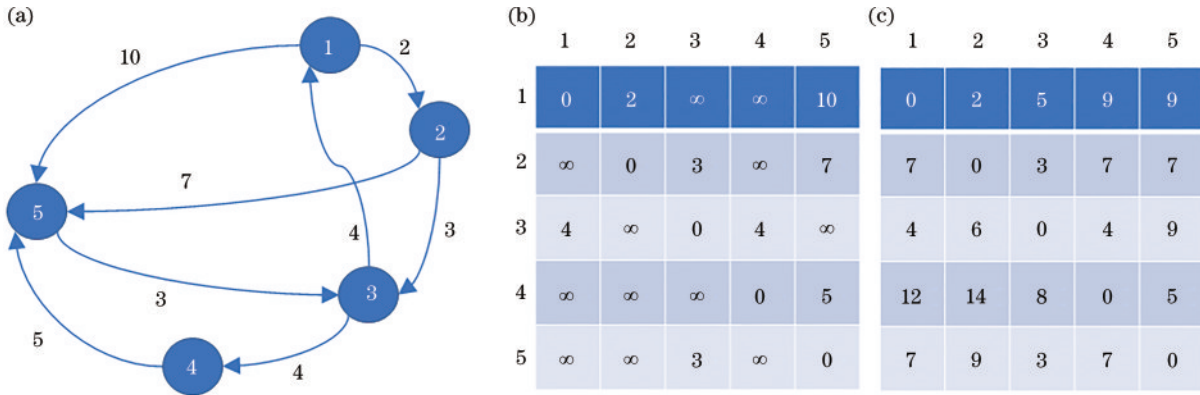 (a)
1
2
10
2
7
5
3
4
3
3
5
4
4
(b)
1 2 3 4 5
1 0 2 ∞ ∞ 10
2 ∞ 0 3 ∞ 7
3 4 ∞ 0 4 ∞
4 ∞ ∞ ∞ 0 5
5 ∞ ∞ 3 ∞ 0
(c)
1 2 3 4 5
0 2 5 9 9
7 0 3 7 7
4 6 0 4 9
12 14 8 0 5
7 9 3 7 0